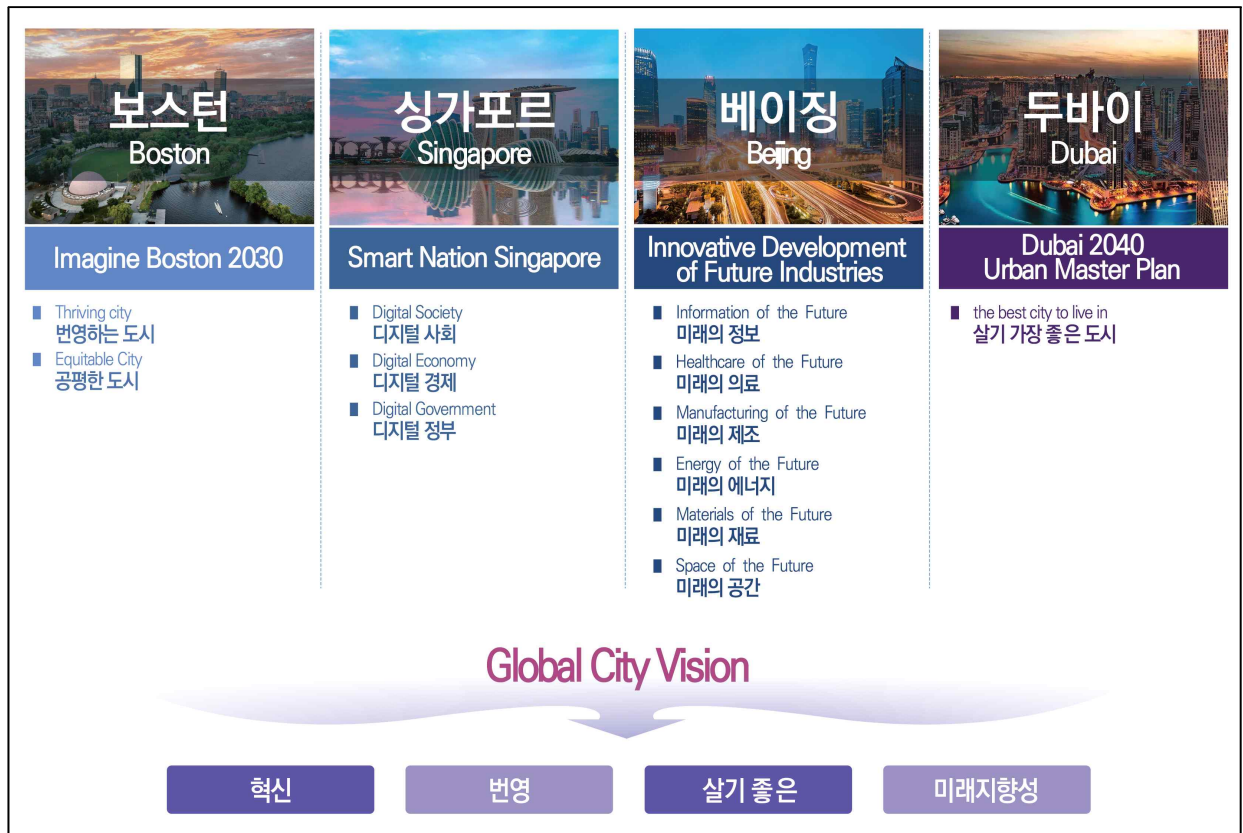 보스턴
Boston
Imagine Boston 2030
Thriving city
번영하는 도시
Equitable City
공평한 도시
싱가포르
Singapore
Smart Nation Singapore
Digital Society
디지털 사회
Digital Economy
디지털 경제
Digital Government
디지털 정부
베이징
Beijing
Innovative Development
of Future Industries
Information of the Future
미래의 정보
Healthcare of the Future
미래의 의료
Manufacturing of the Future
미래의 제조
Energy of the Future
미래의 에너지
Materials of the Future
미래의 재료
Space of the Future
미래의 공간
두바이
Dubai
Dubai 2040
Urban Master Plan
the best city to live in
살기 가장 좋은 도시
Global City Vision
혁신
번영
살기 좋은
미래지향성